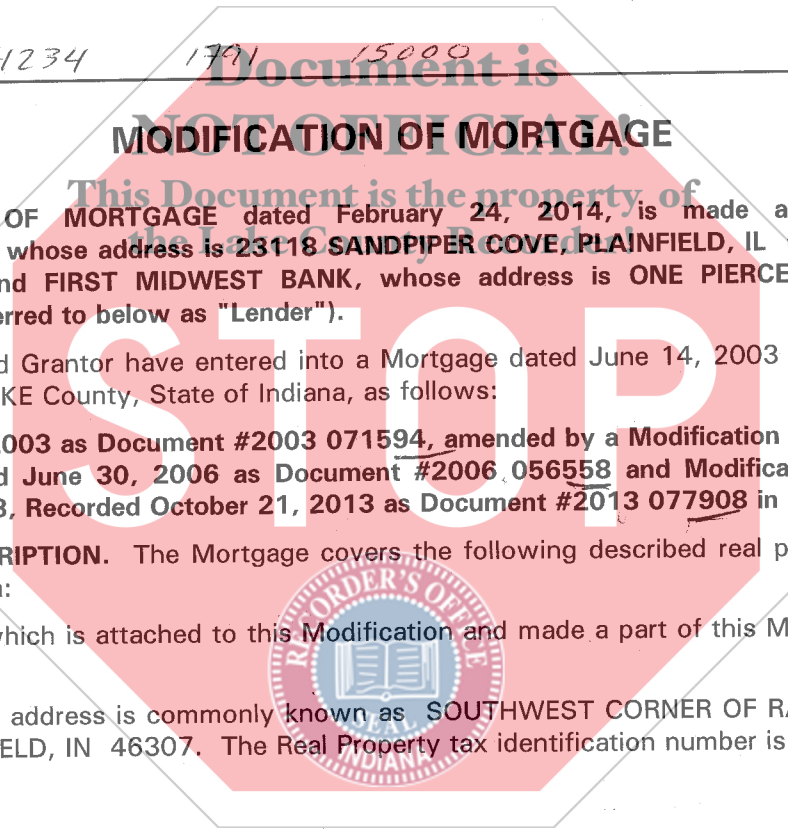 1234 1791 15000
Document is
NOT OFFICIAL!
MODIFICATION OF MORTGAGE
This Document is the property of
OF MORTGAGE dated February 24, 2014, is made a
the Lake County Recorder!
whose address is 23118 SANDPIPER COVE, PLAINFIELD, IL
nd FIRST MIDWEST BANK, whose address is ONE PIERCE
erred to below as "Lender").
STOP
d Grantor have entered into a Mortgage dated June 14, 2003
KE County, State of Indiana, as follows:
2003 as Document #2003 071594, amended by a Modification
d June 30, 2006 as Document #2006 056558 and Modifica
3, Recorded October 21, 2013 as Document #2013 077908 in
RIPTION. The Mortgage covers the following described real p
a:
which is attached to this Modification and made a part of this M
address is commonly known as SOUTHWEST CORNER OF RA
ELD, IN 46307. The Real Property tax identification number is
RECORDER'S OFFICE
SEAL
INDIANA